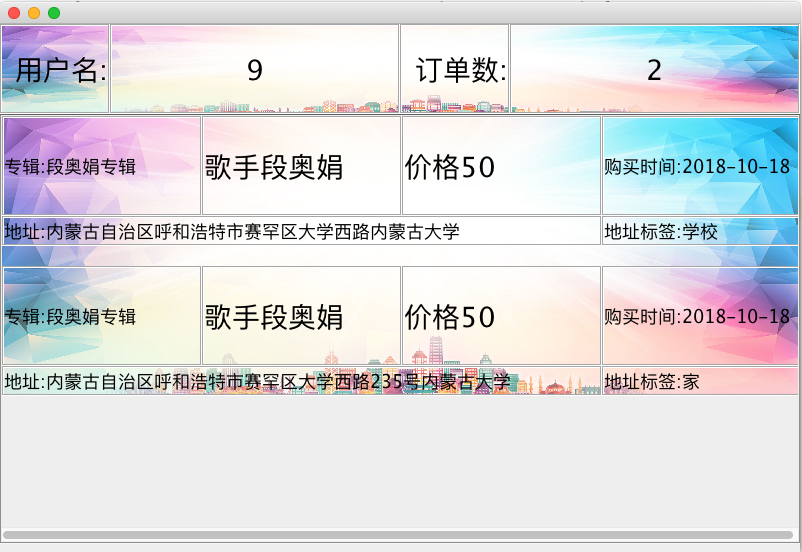 用户名: 9 订单数: 2
专辑:段奥娟专辑 歌手段奥娟 价格50 购买时间:2018-10-18
地址:内蒙古自治区呼和浩特市赛罕区大学西路内蒙古大学 地址标签:学校
专辑:段奥娟专辑 歌手段奥娟 价格50 购买时间:2018-10-18
地址:内蒙古自治区呼和浩特市赛罕区大学西路235号内蒙古大学 地址标签:家